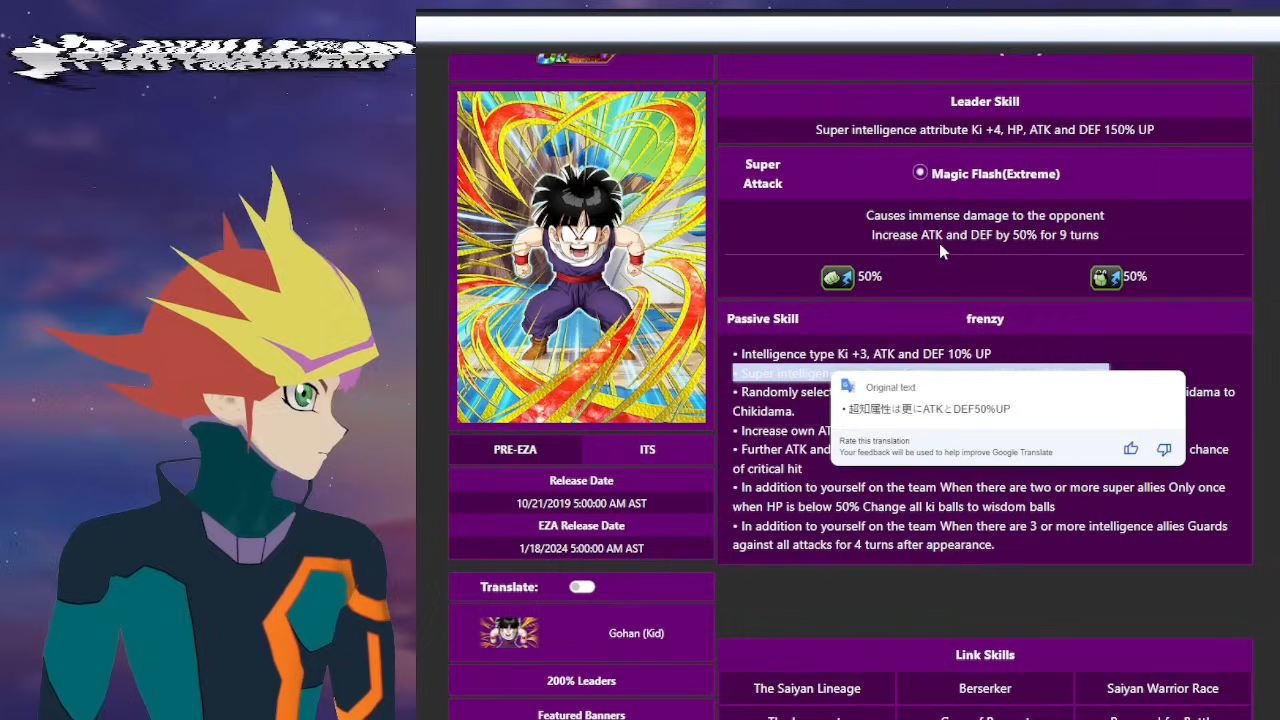 Leader Skill
Super intelligence attribute Ki +4, HP, ATK and DEF 150% UP
Super Attack
Magic Flash(Extreme)
Causes immense damage to the opponent
Increase ATK and DEF by 50% for 9 turns
50%
50%
Passive Skill
frenzy
• Intelligence type Ki +3, ATK and DEF 10% UP
• Super intelligen
• Randomly selec
idama to
Chikidama.
• Increase own AT
• Further ATK and
chance
of critical hit
• In addition to yourself on the team When there are two or more super allies Only once
when HP is below 50% Change all ki balls to wisdom balls
• In addition to yourself on the team When there are 3 or more intelligence allies Guards
against all attacks for 4 turns after appearance.
Original text
• 超知属性は更にATKとDEF50%UP
Rate this translation
Your feedback will be used to help improve Google Translate
PRE-EZA
ITS
Release Date
10/21/2019 5:00:00 AM AST
EZA Release Date
1/18/2024 5:00:00 AM AST
Translate:
Gohan (Kid)
200% Leaders
Featured Banners
Link Skills
The Saiyan Lineage
Berserker
Saiyan Warrior Race